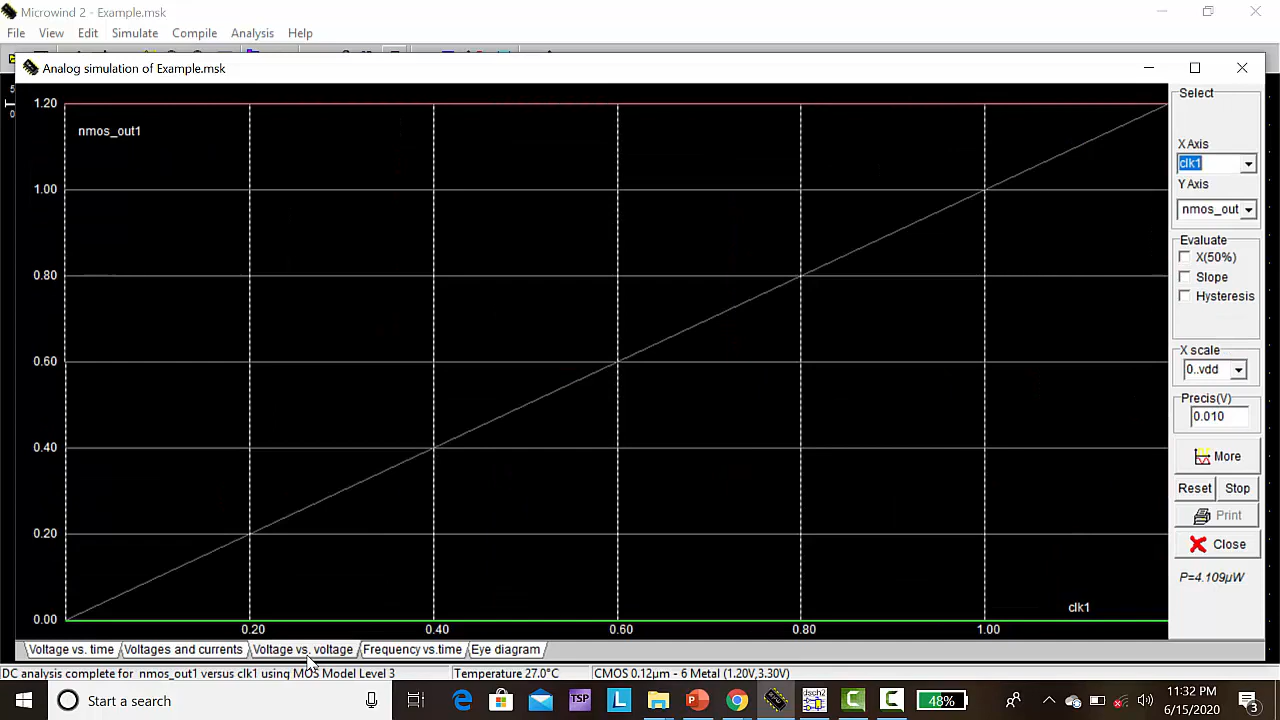 Microwind 2 - Example.msk
File View Edit Simulate Compile Analysis Help
Analog simulation of Example.msk
1.20
nmos_out1
1.00
0.80
0.60
0.40
0.20
0.00
clk1
0.20 0.40 0.60 0.80 1.00
Select
X Axis
clk1
Y Axis
nmos_out
Evaluate
X(50%)
Slope
Hysteresis
X scale
0..vdd
Precis(V)
0.010
More
Reset Stop
Print
Close
P=4.109µW
Voltage vs. time Voltages and currents Voltage vs. voltage Frequency vs.time Eye diagram
DC analysis complete for nmos_out1 versus clk1 using MOS Model Level 3 Temperature 27.0°C CMOS 0.12µm - 6 Metal (1.20V,3.30V)
Start a search TSP L dsch2 48% 11:32 PM
6/15/2020
3
5
0